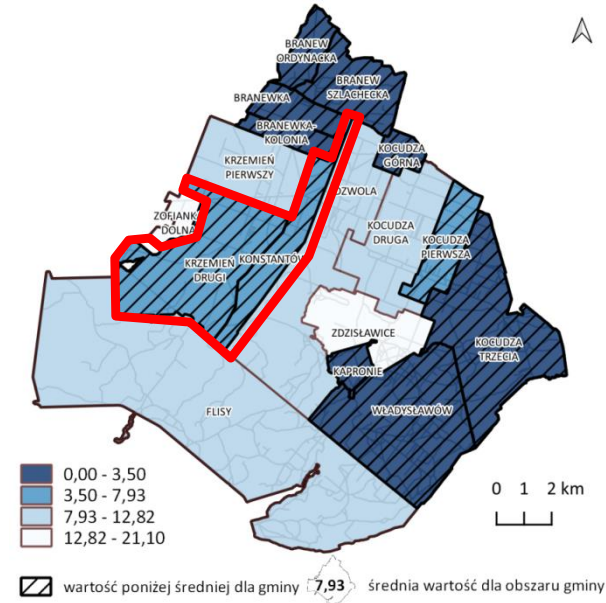 BRANEW
ORDYNACKA
BRANEW
SZLACHECKA
BRANEWKA
BRANEWKA-
KOLONIA
KOCUDZA
GÓRNA
KRZEMIEŃ
PIERWSZY
DZWOLA
ZOFIANKA
DOLNA
KOCUDZA
DRUGA
KOCUDZA
PIERWSZA
KRZEMIEŃ
DRUGI
KONSTANTÓW
ZDZISŁAWICE
KOCUDZA
TRZECIA
KAPRONIE
FLISY
WŁADYSŁAWÓW
0,00 - 3,50
3,50 - 7,93
7,93 - 12,82
12,82 - 21,10
0 1 2 km
wartość poniżej średniej dla gminy 7,93 średnia wartość dla obszaru gminy